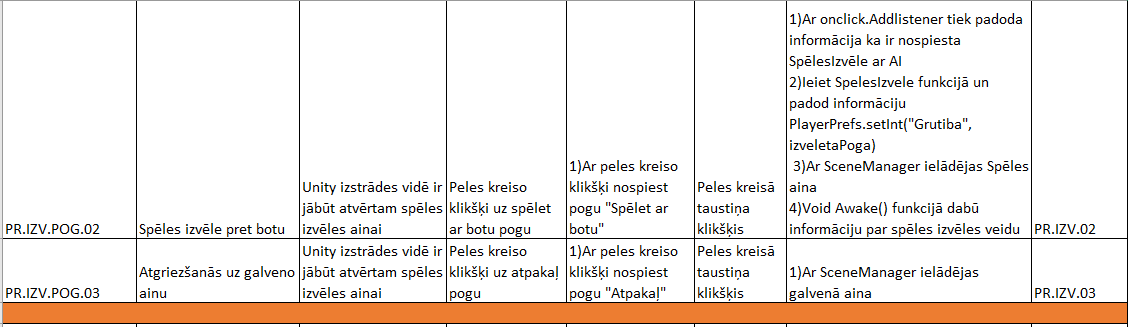 PR.IZV.POG.02
Spēles izvēle pret botu
Unity izstrādes vidē ir
jābūt atvērtam spēles
izvēles ainai
Peles kreiso
klikšķi uz spēlet
ar botu pogu
1)Ar peles kreiso
klikšķi nospiest
pogu "Spēlet ar
botu"
Peles kreisā
taustiņa
klikšķis
1)Ar onclick.Addlistener tiek padoda
informācija ka ir nospiesta
SpēlesIzvēle ar AI
2)Ieiet SpelesIzvele funkcijā un
padod informāciju
PlayerPrefs.setInt("Grutiba",
izveletaPoga)
3)Ar SceneManager ielādējas Spēles
aina
4)Void Awake() funkcijā dabū
informāciju par spēles izvēles veidu
PR.IZV.02
PR.IZV.POG.03
Atgriezšanās uz galveno
ainu
Unity izstrādes vidē ir
jābūt atvērtam spēles
izvēles ainai
Peles kreiso
klikšķi uz atpakaļ
pogu
1)Ar peles kreiso
klikšķi nospiest
pogu "Atpakaļ"
Peles kreisā
taustiņa
klikšķis
1)Ar SceneManager ielādējas
galvenā aina
PR.IZV.03